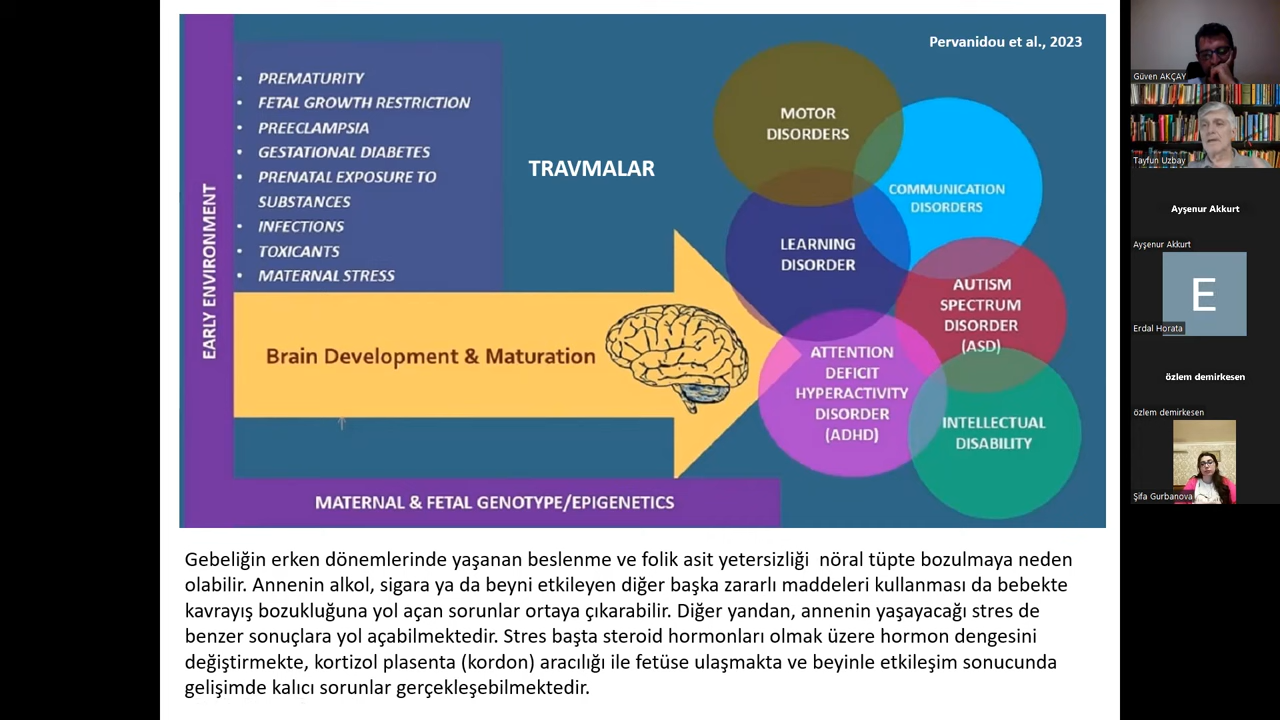 Pervanidou et al., 2023
EARLY ENVIRONMENT
• PREMATURITY
• FETAL GROWTH RESTRICTION
• PREECLAMPSIA
• GESTATIONAL DIABETES
• PRENATAL EXPOSURE TO
SUBSTANCES
• INFECTIONS
• TOXICANTS
• MATERNAL STRESS
TRAVMALAR
Brain Development & Maturation
MOTOR
DISORDERS
COMMUNICATION
DISORDERS
LEARNING
DISORDER
AUTISM
SPECTRUM
DISORDER
(ASD)
ATTENTION
DEFICIT
HYPERACTIVITY
DISORDER
(ADHD)
INTELLECTUAL
DISABILITY
MATERNAL & FETAL GENOTYPE/EPIGENETICS
Gebeliğin erken dönemlerinde yaşanan beslenme ve folik asit yetersizliği nöral tüpte bozulmaya neden
olabilir. Annenin alkol, sigara ya da beyni etkileyen diğer başka zararlı maddeleri kullanması da bebekte
kavrayış bozukluğuna yol açan sorunlar ortaya çıkarabilir. Diğer yandan, annenin yaşayacağı stres de
benzer sonuçlara yol açabilmektedir. Stres başta steroid hormonları olmak üzere hormon dengesini
değiştirmekte, kortizol plasenta (kordon) aracılığı ile fetüse ulaşmakta ve beyinle etkileşim sonucunda
gelişimde kalıcı sorunlar gerçekleşebilmektedir.
Güven AKÇAY
Tayfun Uzbay
Ayşenur Akkurt
Ayşenur Akkurt
E
Erdal Horata
özlem demirkesen
özlem demirkesen
Şifa Gurbanova